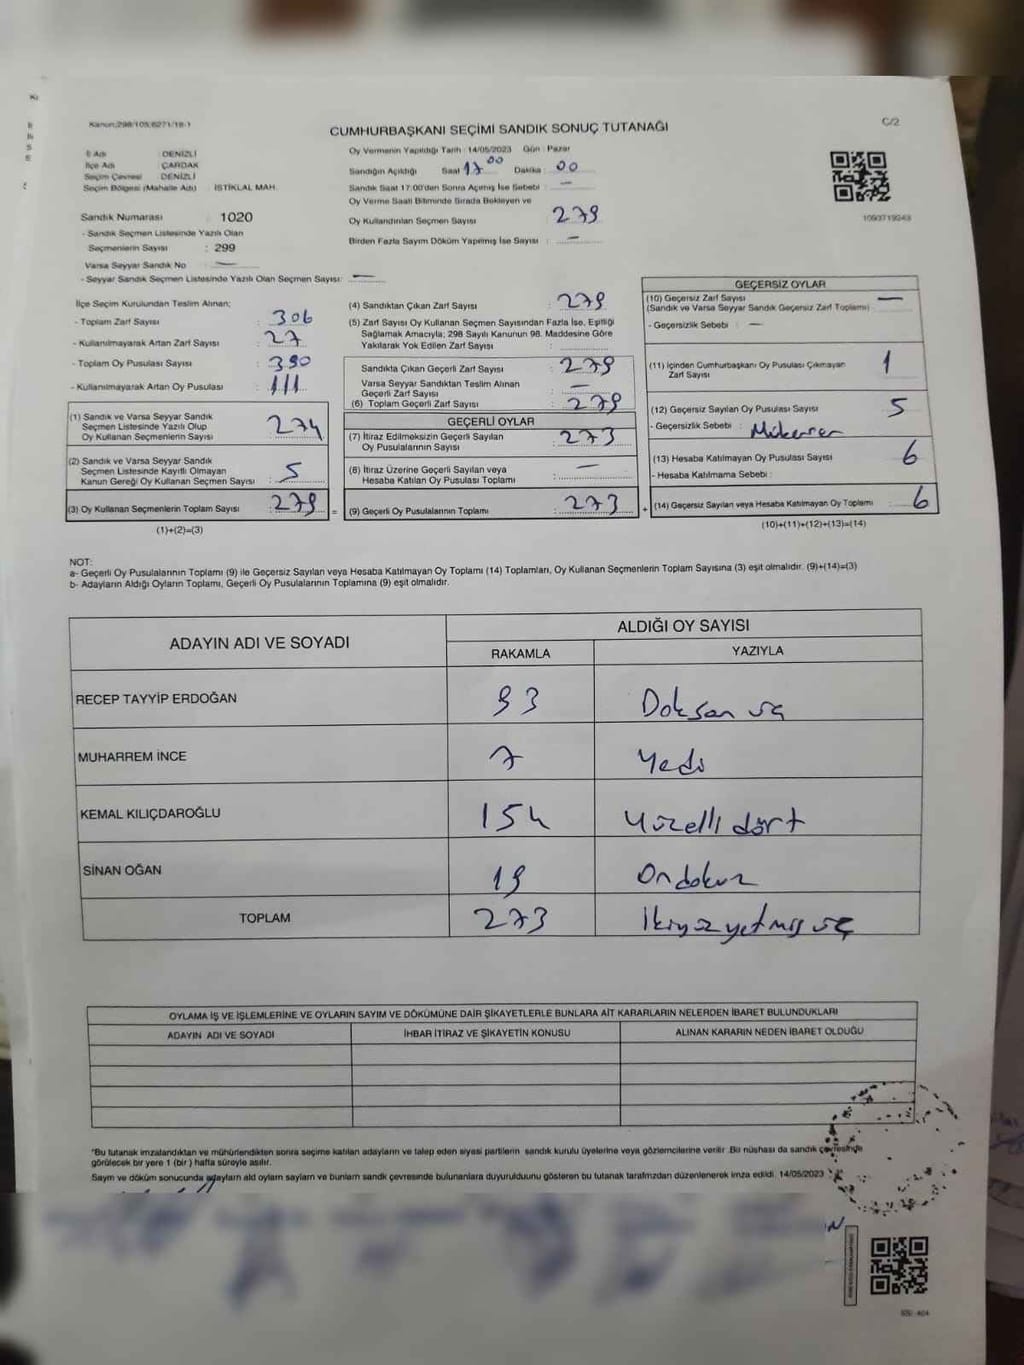 Kanun:298/105;6271/18-1
C/2
CUMHURBAŞKANI SEÇİMİ SANDIK SONUÇ TUTANAĞI
İl Adı : DENİZLİ
İlçe Adı : ÇARDAK
Seçim Çevresi : DENİZLİ
Seçim Bölgesi (Mahalle Adı) : İSTİKLAL MAH.
Sandık Numarası : 1020
- Sandık Seçmen Listesinde Yazılı Olan
Seçmenlerin Sayısı : 299
Varsa Seyyar Sandık No : —
- Seyyar Sandık Seçmen Listesinde Yazılı Olan Seçmen Sayısı: —
Oy Vermenin Yapıldığı Tarih : 14/05/2023 Gün : Pazar
Sandığın Açıldığı Saat : 17 00 Dakika : 00
Sandık Saat 17:00'den Sonra Açımış İse Sebebi : —
Oy Verme Saati Bitiminde Sırada Bekleyen ve
Oy Kullandırılan Seçmen Sayısı : 279
Birden Fazla Sayım Döküm Yapılmış İse Sayısı : —
1093719243
İlçe Seçim Kurulundan Teslim Alınan;
- Toplam Zarf Sayısı : 306
- Kullanılmayarak Artan Zarf Sayısı : 27
- Toplam Oy Pusulası Sayısı : 390
- Kullanılmayarak Artan Oy Pusulası : 111
(1) Sandık ve Varsa Seyyar Sandık
Seçmen Listesinde Yazılı Olup
Oy Kullanan Seçmenlerin Sayısı : 274
(2) Sandık ve Varsa Seyyar Sandık
Seçmen Listesinde Kayıtlı Olmayan
Kanun Gereği Oy Kullanan Seçmen Sayısı : 5
(3) Oy Kullanan Seçmenlerin Toplam Sayısı : 279 =
(1)+(2)=(3)
(4) Sandıktan Çıkan Zarf Sayısı : 279
(5) Zarf Sayısı Oy Kullanan Seçmen Sayısından Fazla İse, Eşitliği
Sağlamak Amacıyla; 298 Sayılı Kanunun 98. Maddesine Göre
Yakılarak Yok Edilen Zarf Sayısı :
Sandıkta Çıkan Geçerli Zarf Sayısı : 279
Varsa Seyyar Sandıktan Teslim Alınan
Geçerli Zarf Sayısı : —
(6) Toplam Geçerli Zarf Sayısı : 279
GEÇERLİ OYLAR
(7) İtiraz Edilmeksizin Geçerli Sayılan
Oy Pusulalarının Sayısı : 273
(8) İtiraz Üzerine Geçerli Sayılan veya
Hesaba Katılan Oy Pusulası Toplamı : —
(9) Geçerli Oy Pusulalarının Toplamı : 273 +
GEÇERSİZ OYLAR
(10) Geçersiz Zarf Sayısı : —
(Sandık ve Varsa Seyyar Sandık Geçersiz Zarf Toplamı)
- Geçersizlik Sebebi : —
(11) İçinden Cumhurbaşkanı Oy Pusulası Çıkmayan
Zarf Sayısı : 1
(12) Geçersiz Sayılan Oy Pusulası Sayısı : 5
- Geçersizlik Sebebi : Mükerrer
(13) Hesaba Katılmayan Oy Pusulası Sayısı : 6
- Hesaba Katılmama Sebebi :
(14) Geçersiz Sayılan veya Hesaba Katılmayan Oy Toplamı : 6
(10)+(11)+(12)+(13)=(14)
NOT:
a- Geçerli Oy Pusulalarının Toplamı (9) ile Geçersiz Sayılan veya Hesaba Katılmayan Oy Toplamı (14) Toplamları, Oy Kullanan Seçmenlerin Toplam Sayısına (3) eşit olmalıdır. (9)+(14)=(3)
b- Adayların Aldığı Oyların Toplamı, Geçerli Oy Pusulalarının Toplamına (9) eşit olmalıdır.
ADAYIN ADI VE SOYADI
ALDIĞI OY SAYISI
RAKAMLA YAZIYLA
RECEP TAYYİP ERDOĞAN 93 Doksan üç
MUHARREM İNCE 7 Yedi
KEMAL KILIÇDAROĞLU 154 Yüzelli dört
SİNAN OĞAN 19 Ondokuz
TOPLAM 273 İkiyüz yetmiş üç
OYLAMA İŞ VE İŞLEMLERİNE VE OYLARIN SAYIM VE DÖKÜMÜNE DAİR ŞİKAYETLERLE BUNLARA AİT KARARLARIN NELERDEN İBARET BULUNDUKLARI
ADAYIN ADI VE SOYADI İHBAR İTİRAZ VE ŞİKAYETİN KONUSU ALINAN KARARIN NEDEN İBARET OLDUĞU
"Bu tutanak imzalandıktan ve mühürlendikten sonra seçime katılan adayların ve talep eden siyasi partilerin sandık kurulu üyelerine veya gözlemcilerine verilir. Bir nüshası da sandık çevresinde
görülecek bir yere 1 (bir) hafta süreyle asılır.
Sayım ve döküm sonucunda adayların ald oyların sayların ve bunların sandık çevresinde bulunanlara duyurulduunu gösteren bu tutanak tarafmızdan düzenlenerek imza edildi. 14/05/2023